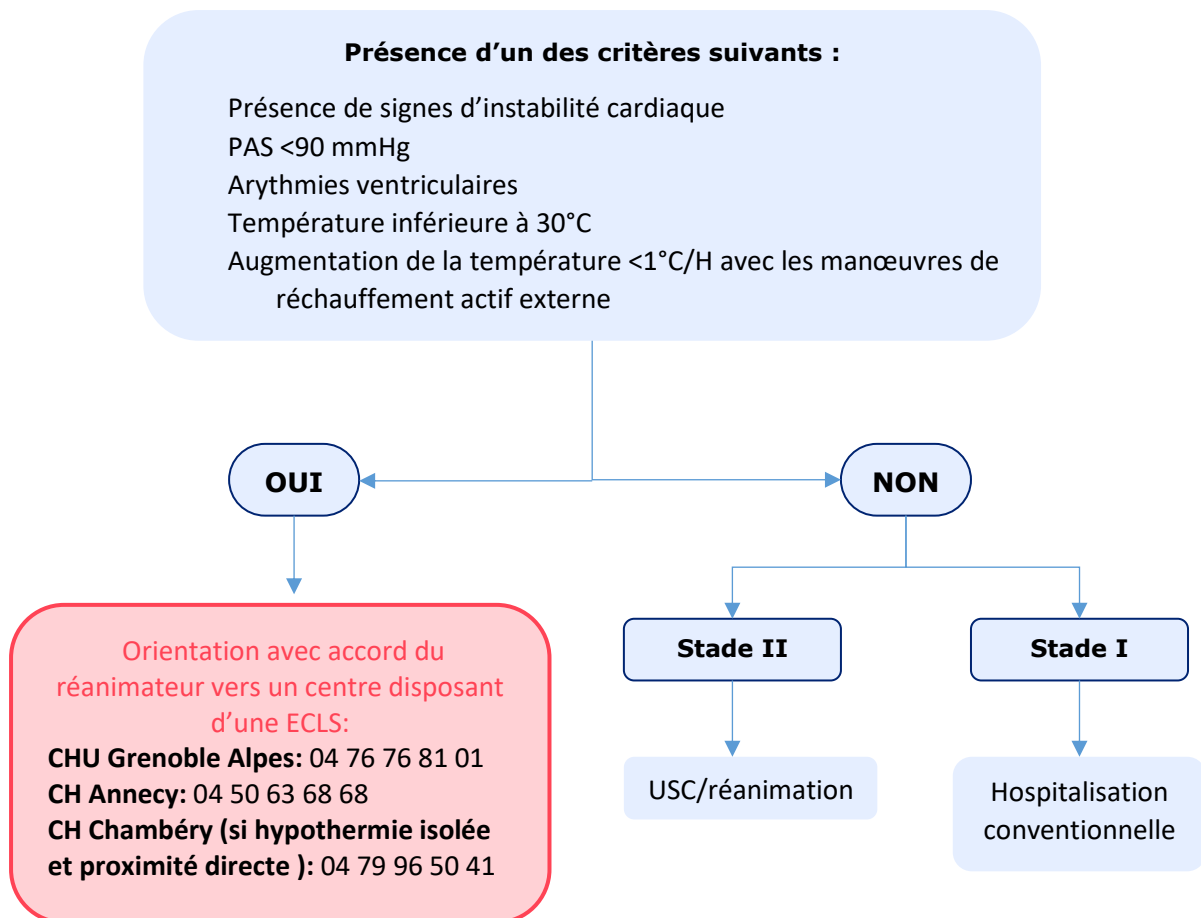 Présence d’un des critères suivants :
Présence de signes d’instabilité cardiaque
PAS <90 mmHg
Arythmies ventriculaires
Température inférieure à 30°C
Augmentation de la température <1°C/H avec les manœuvres de
réchauffement actif externe
OUI
NON
Orientation avec accord du
réanimateur vers un centre disposant
d’une ECLS:
CHU Grenoble Alpes: 04 76 76 81 01
CH Annecy: 04 50 63 68 68
CH Chambéry (si hypothermie isolée
et proximité directe ): 04 79 96 50 41
Stade II
Stade I
USC/réanimation
Hospitalisation
conventionnelle